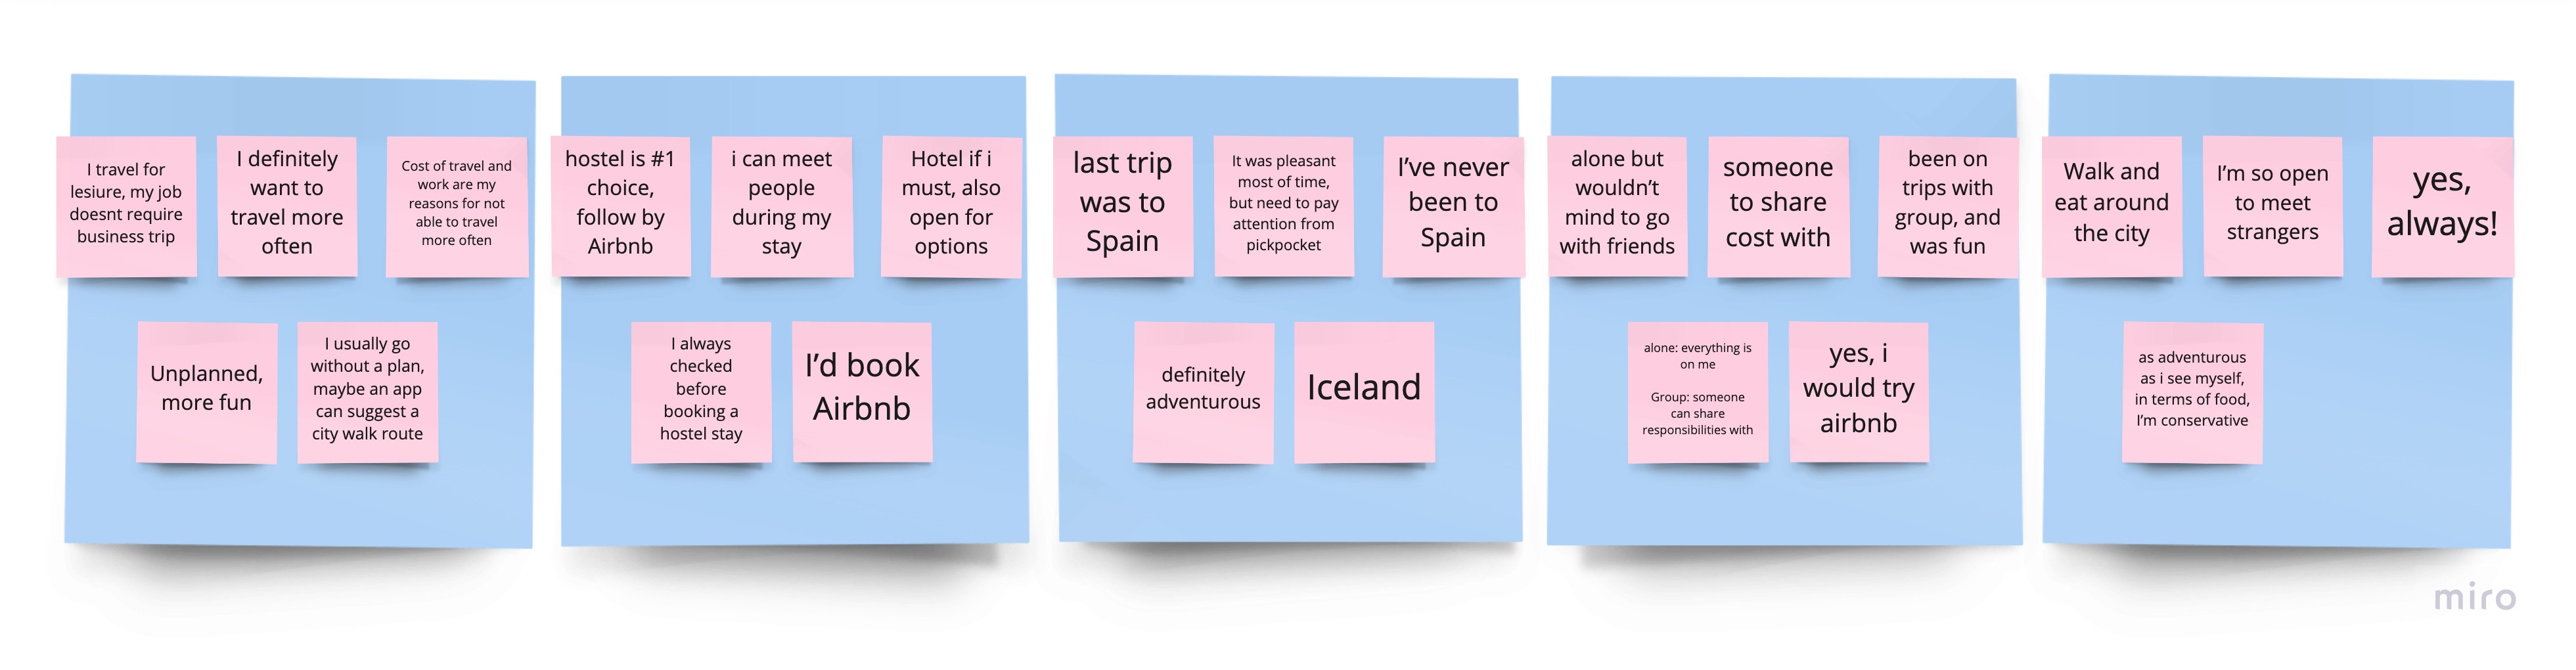 I travel for
lesiure, my job
doesnt require
business trip
I definitely
want to
travel more
often
Cost of travel and
work are my
reasons for not
able to travel
more often
Unplanned,
more fun
I usually go
without a plan,
maybe an app
can suggest a
city walk route
hostel is #1
choice,
follow by
Airbnb
i can meet
people
during my
stay
Hotel if i
must, also
open for
options
I always
checked
before
booking a
hostel stay
I’d book
Airbnb
last trip
was to
Spain
It was pleasant
most of time,
but need to pay
attention from
pickpocket
I’ve never
been to
Spain
definitely
adventurous
Iceland
alone but
wouldn’t
mind to go
with friends
someone
to share
cost with
been on
trips with
group, and
was fun
alone: everything is
on me
Group: someone
can share
responsibilities with
yes, i
would try
airbnb
Walk and
eat around
the city
I’m so open
to meet
strangers
yes,
always!
as adventurous
as i see myself,
in terms of food,
I’m conservative
miro